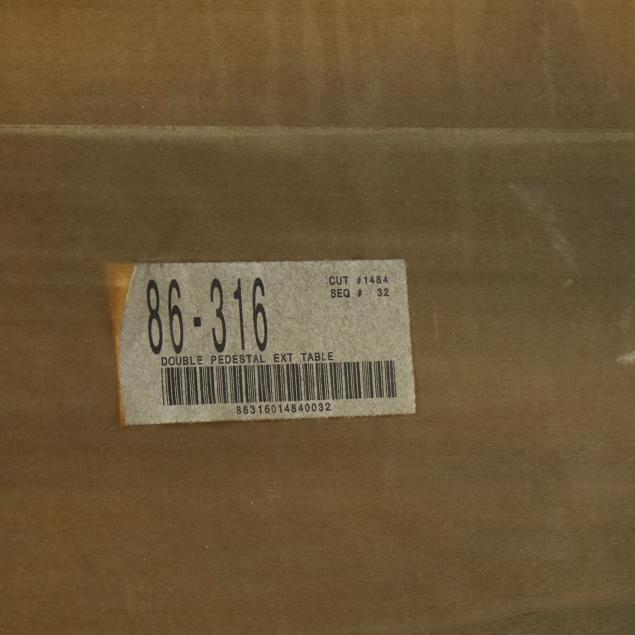 86-316
CUT #1484
SEQ # 32
DOUBLE PEDESTAL EXT TABLE
86316014840032